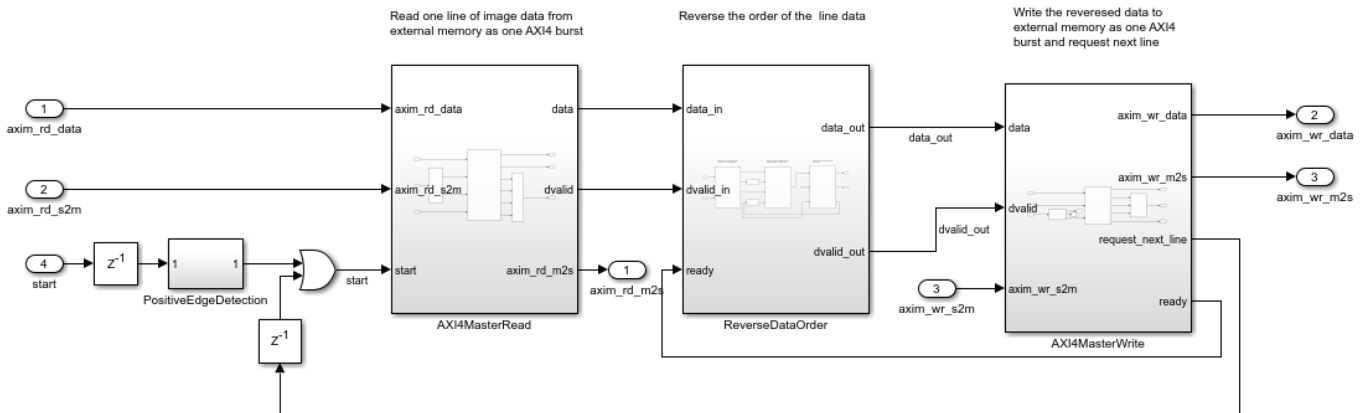 Read one line of image data from
external memory as one AXI4 burst
Reverse the order of the  line data
Write the reveresed data to
external memory as one AXI4
burst and request next line
1
axim_rd_data
2
axim_rd_s2m
4
start
z-1
1
1
PositiveEdgeDetection
z-1
start
axim_rd_data
axim_rd_s2m
start
data
dvalid
axim_rd_m2s
AXI4MasterRead
1
axim_rd_m2s
data_in
dvalid_in
ready
data_out
dvalid_out
ReverseDataOrder
data_out
dvalid_out
3
axim_wr_s2m
data
dvalid
axim_wr_s2m
axim_wr_data
axim_wr_m2s
request_next_line
ready
AXI4MasterWrite
2
axim_wr_data
3
axim_wr_m2s